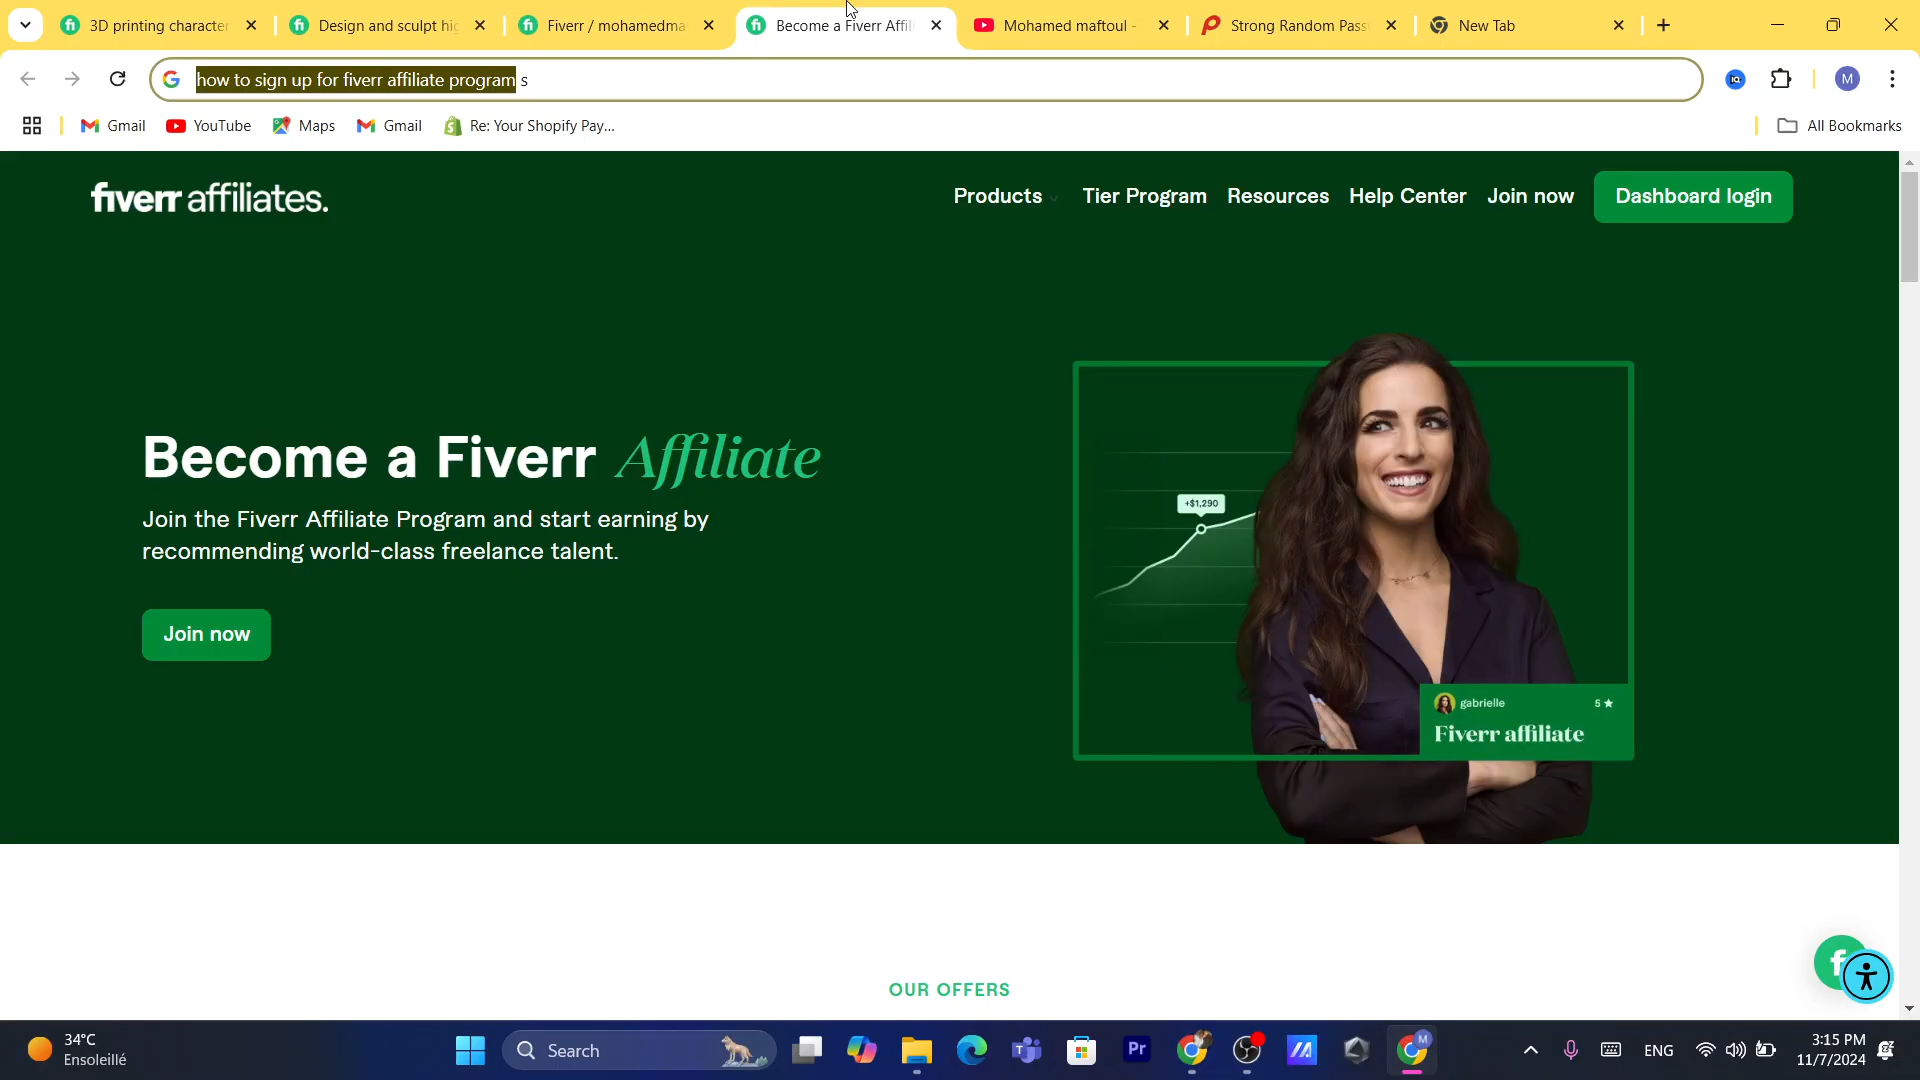 3D printing character
Design and sculpt hig
Fiverr / mohamedma
Become a Fiverr Affili
Mohamed maftoul -
Strong Random Pass
New Tab
how to sign up for fiverr affiliate program s
M
Gmail
YouTube
Maps
Gmail
Re: Your Shopify Pay...
All Bookmarks
fiverr affiliates.
Products
Tier Program
Resources
Help Center
Join now
Dashboard login
Become a Fiverr Affiliate
Join the Fiverr Affiliate Program and start earning by
recommending world-class freelance talent.
Join now
+$1,290
gabrielle
5 ★
Fiverr affiliate
OUR OFFERS
34°C
Ensoleillé
Search
Pr
M
ENG
3:15 PM
11/7/2024